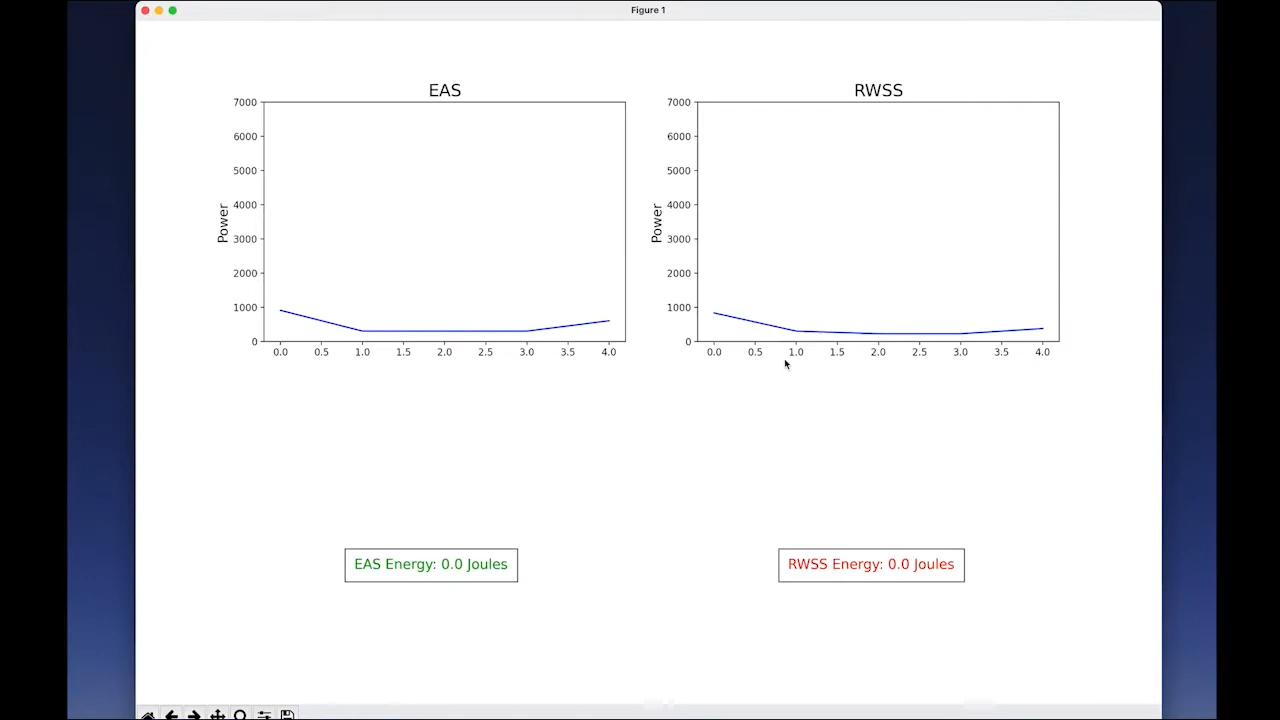 Figure 1
EAS
7000
6000
5000
4000
3000
2000
1000
0
Power
0.0 0.5 1.0 1.5 2.0 2.5 3.0 3.5 4.0
RWSS
7000
6000
5000
4000
3000
2000
1000
0
Power
0.0 0.5 1.0 1.5 2.0 2.5 3.0 3.5 4.0
EAS Energy: 0.0 Joules
RWSS Energy: 0.0 Joules